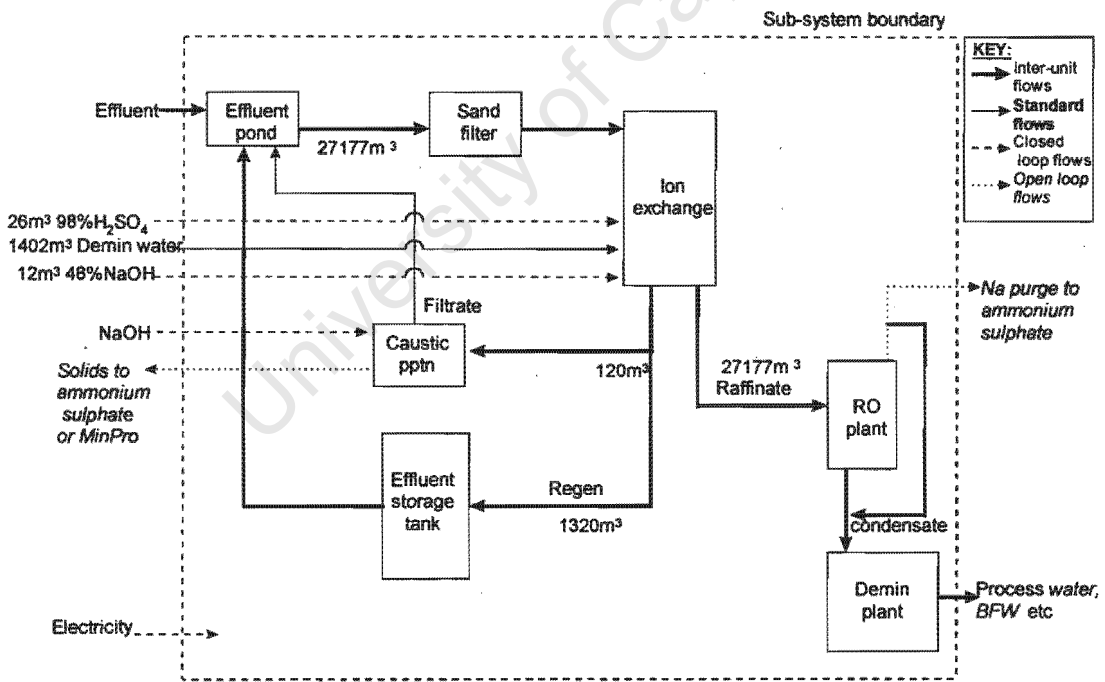 Sub-system boundary
KEY:
Inter-unit
flows
Standard
flows
Closed
loop flows
Open loop
flows
Effluent
Effluent
pond
27177m³
Sand
filter
Ion
exchange
26m³ 98%H₂SO₄
1402m³ Demin water
12m³ 46%NaOH
Filtrate
NaOH
Caustic
pptn
120m³
Solids to
ammonium
sulphate
or MinPro
27177m³
Raffinate
RO
plant
Na purge to
ammonium
sulphate
Effluent
storage
tank
Regen
1320m³
condensate
Demin
plant
Process water,
BFW etc
Electricity
University of Ca